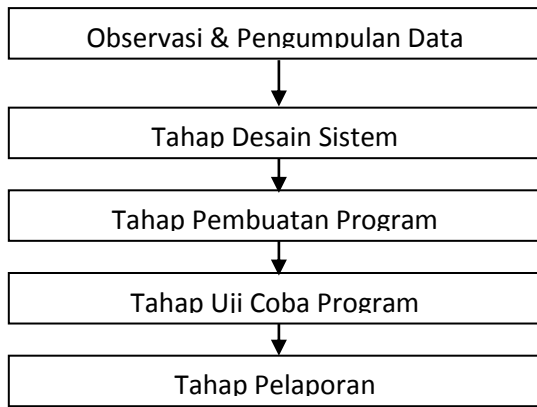 Observasi & Pengumpulan Data
Tahap Desain Sistem
Tahap Pembuatan Program
Tahap Uji Coba Program
Tahap Pelaporan